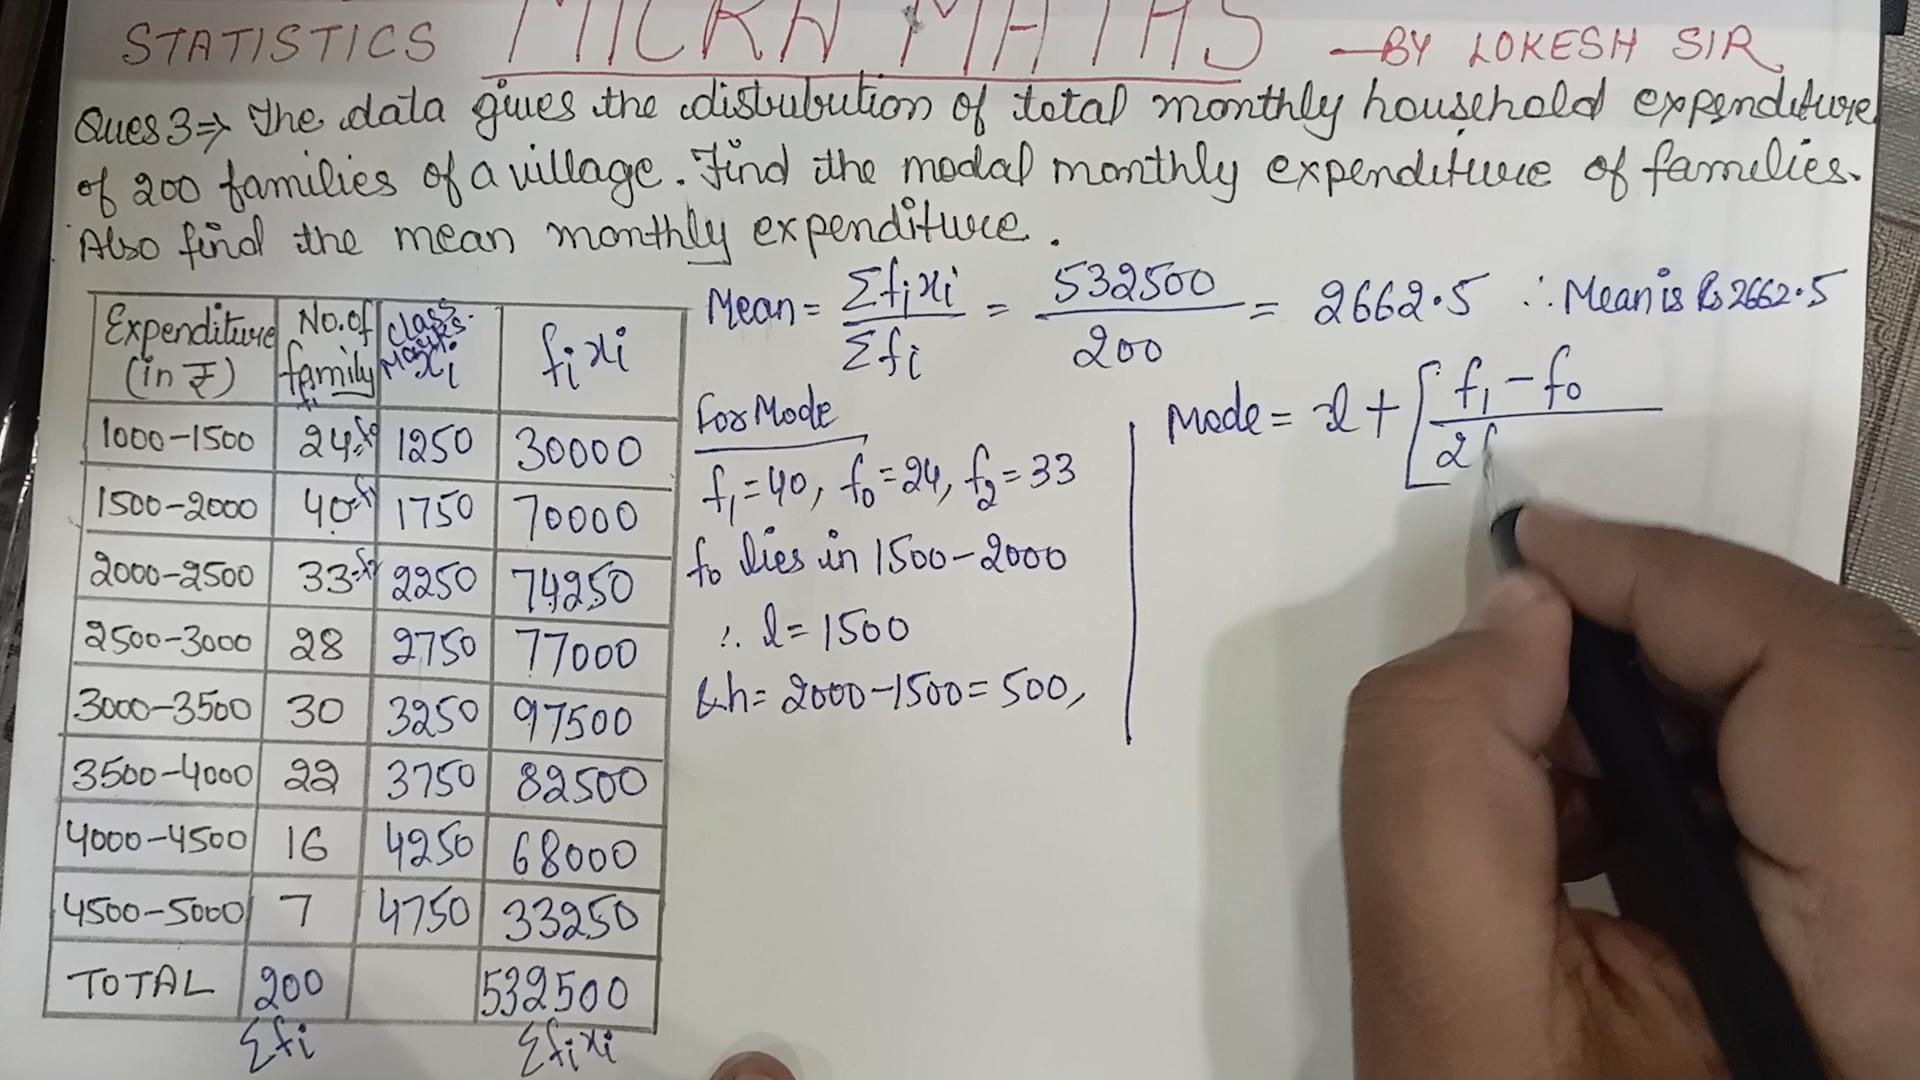 STATISTICS MICRA MATHS -BY LOKESH SIR
Ques 3⇒ The data gives the distribution of total monthly household expenditure
of 200 families of a village. Find the modal monthly expenditure of families.
Also find the mean monthly expenditure.
Mean = Σfixi / Σfi = 532500 / 200 = 2662.5 ∴ Mean is Rs 2662.5
Expenditure (in ₹) No. of family fi Class Marks xi fixi
1000-1500 24-f0 1250 30000
1500-2000 40-f1 1750 70000
2000-2500 33-f2 2250 74250
2500-3000 28 2750 77000
3000-3500 30 3250 97500
3500-4000 22 3750 82500
4000-4500 16 4250 68000
4500-5000 7 4750 33250
TOTAL 200 532500
Σfi Σfixi
For Mode
f1=40, f0=24, f2=33
f0 lies in 1500-2000
∴ l=1500
& h= 2000-1500=500,
Mode = l + [ f1 - f0 / 2f